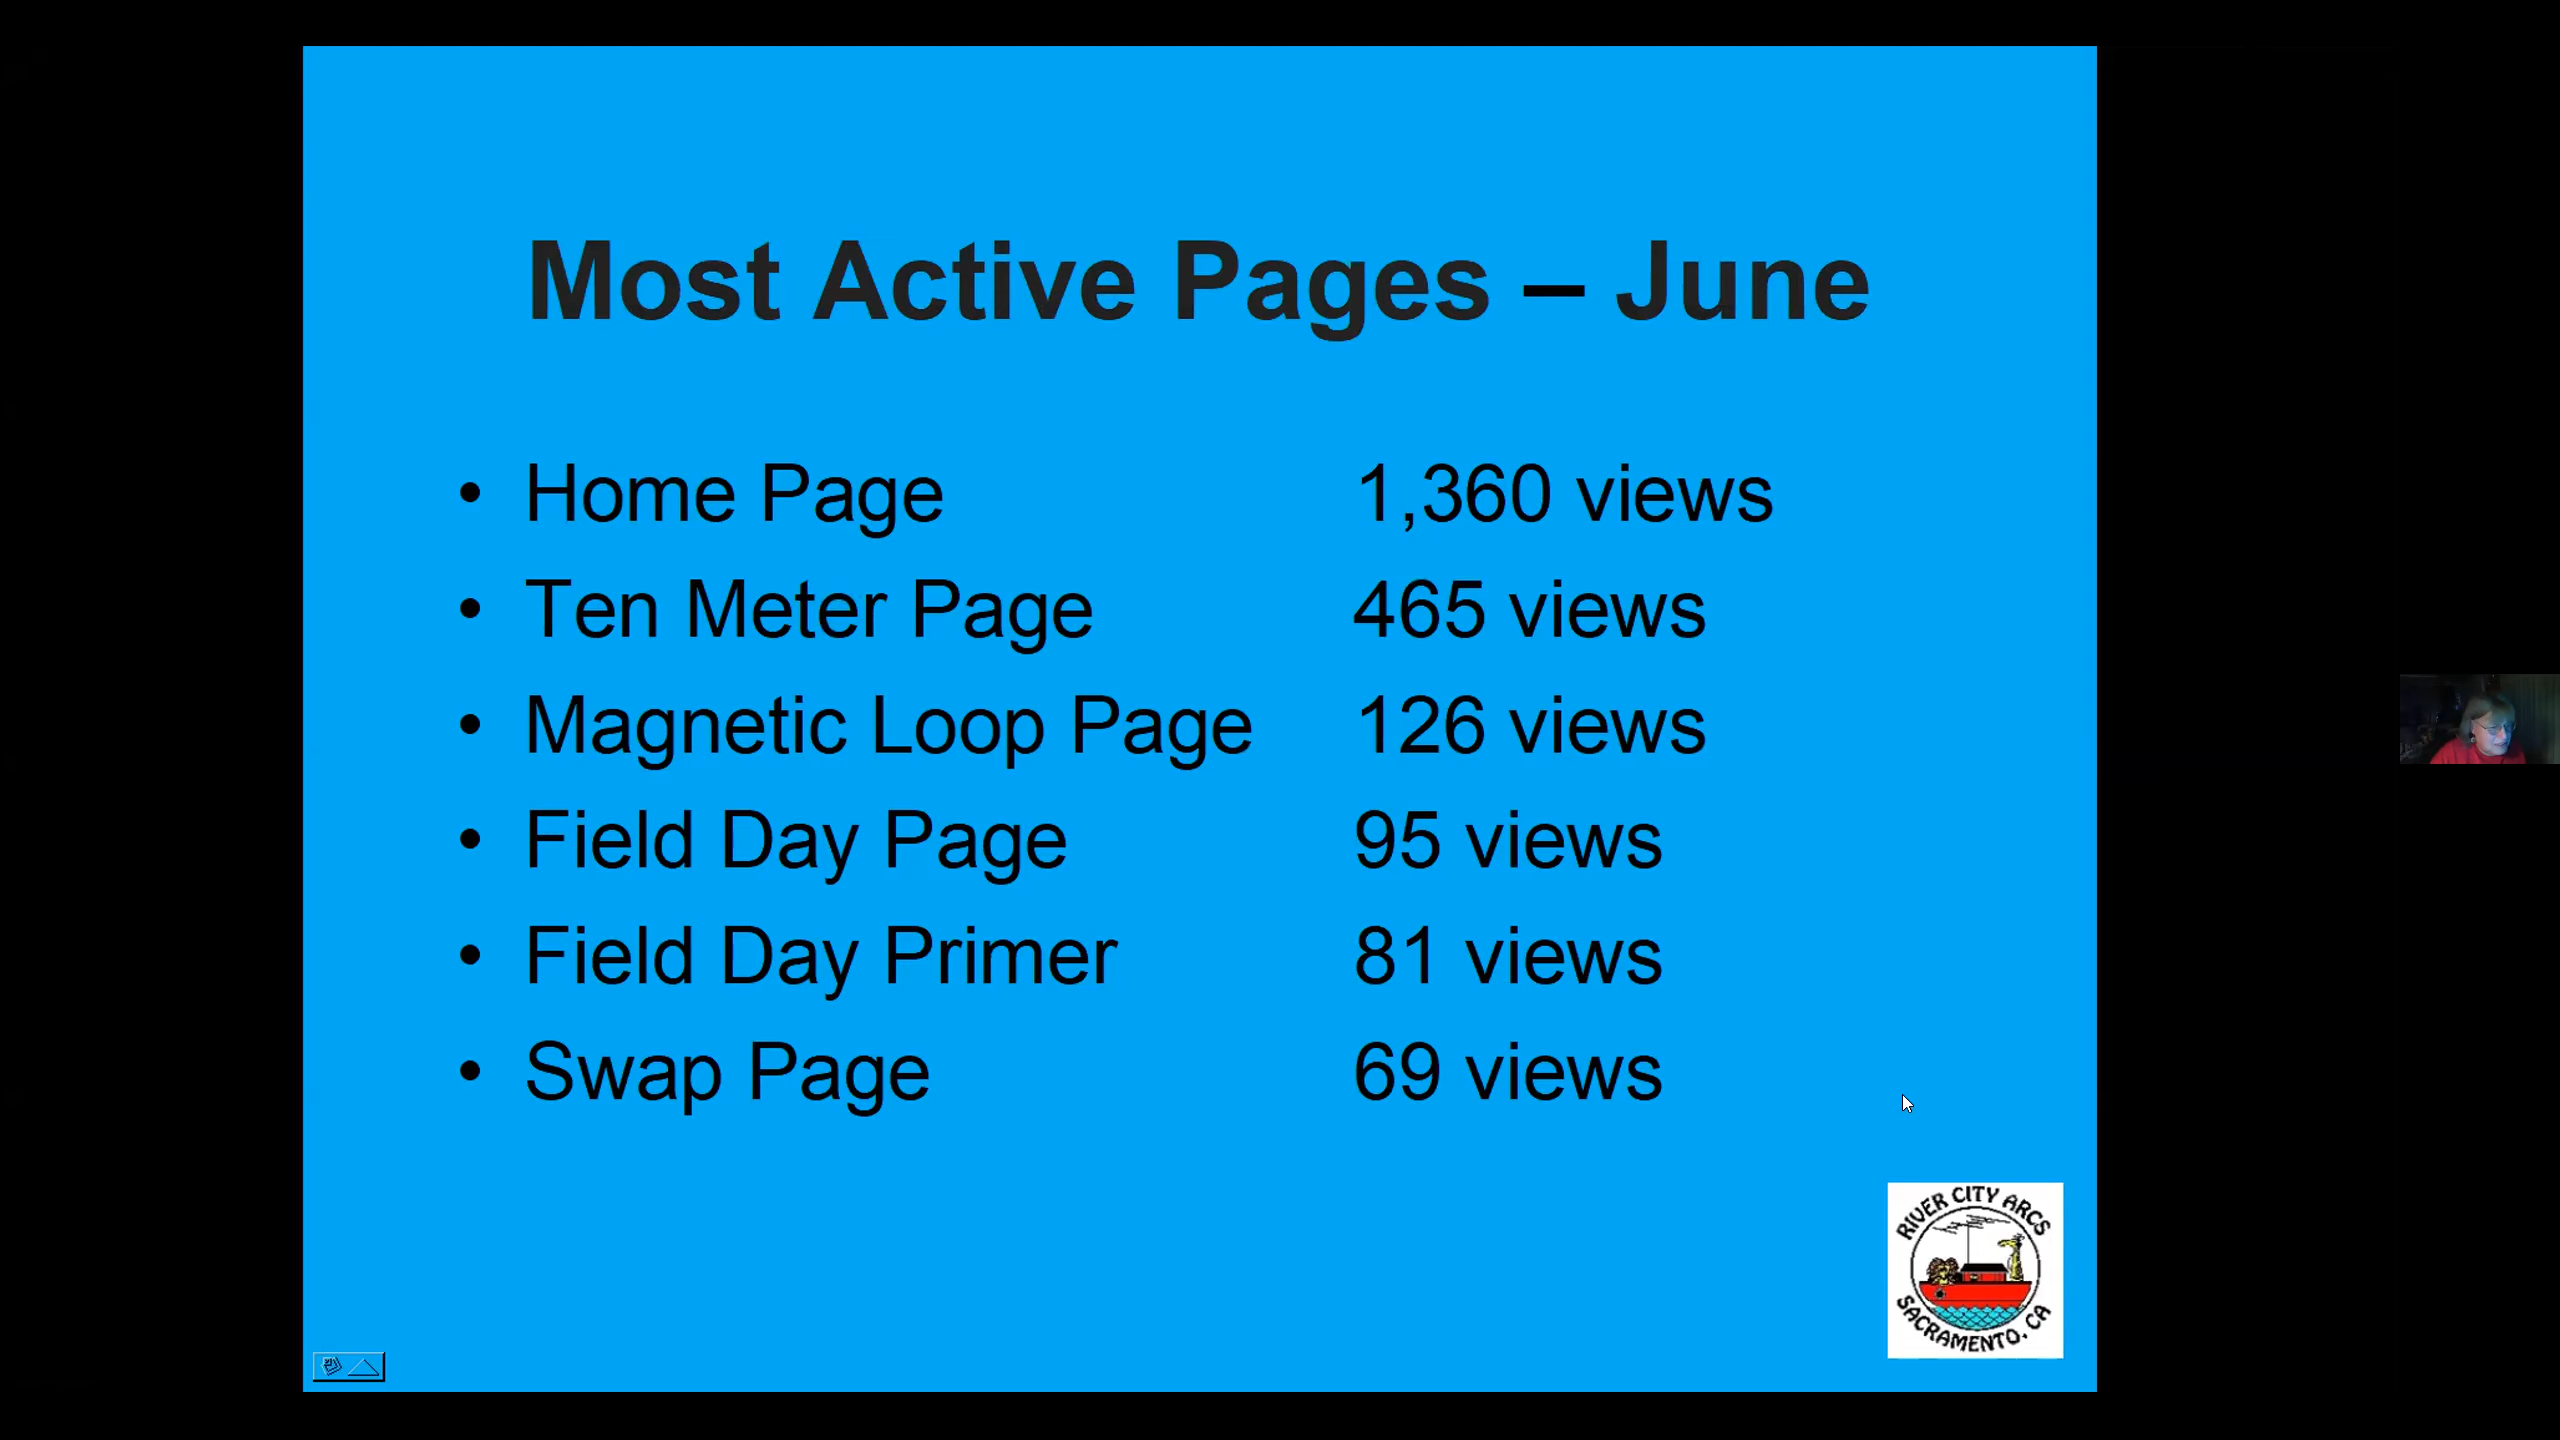 Most Active Pages – June
• Home Page 1,360 views
• Ten Meter Page 465 views
• Magnetic Loop Page 126 views
• Field Day Page 95 views
• Field Day Primer 81 views
• Swap Page 69 views
RIVER CITY ARCS
SACRAMENTO, CA